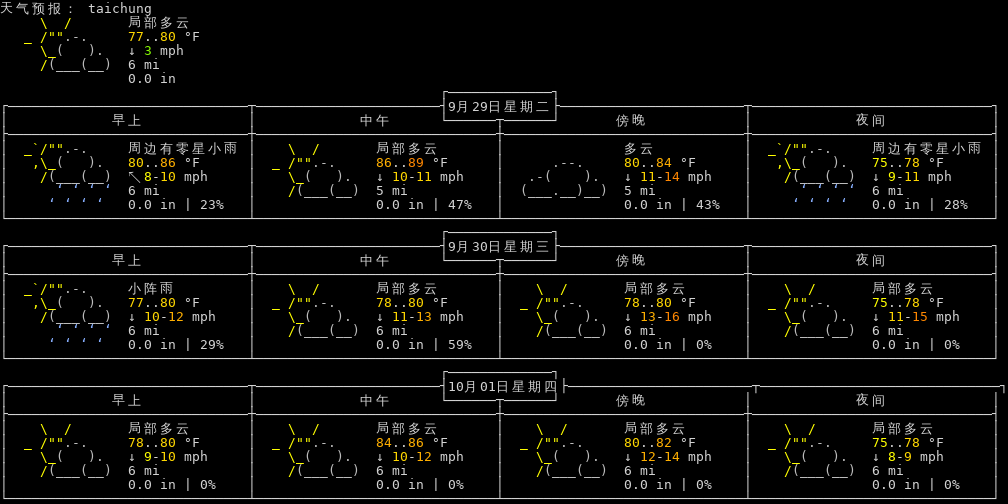 天气预报： taichung
局部多云
77..80 °F
↓ 3 mph
6 mi
0.0 in
9月29日星期二
早上 中午 傍晚 夜间
周边有零星小雨 局部多云 多云 周边有零星小雨
80..86 °F 86..89 °F 80..84 °F 75..78 °F
↖ 8-10 mph ↓ 10-11 mph ↓ 11-14 mph ↓ 9-11 mph
6 mi 5 mi 5 mi 6 mi
0.0 in | 23% 0.0 in | 47% 0.0 in | 43% 0.0 in | 28%
9月30日星期三
早上 中午 傍晚 夜间
小阵雨 局部多云 局部多云 局部多云
77..80 °F 78..80 °F 78..80 °F 75..78 °F
↓ 10-12 mph ↓ 11-13 mph ↓ 13-16 mph ↓ 11-15 mph
6 mi 6 mi 6 mi 6 mi
0.0 in | 29% 0.0 in | 59% 0.0 in | 0% 0.0 in | 0%
10月01日星期四
早上 中午 傍晚 夜间
局部多云 局部多云 局部多云 局部多云
78..80 °F 84..86 °F 80..82 °F 75..78 °F
↓ 9-10 mph ↓ 10-12 mph ↓ 12-14 mph ↓ 8-9 mph
6 mi 6 mi 6 mi 6 mi
0.0 in | 0% 0.0 in | 0% 0.0 in | 0% 0.0 in | 0%